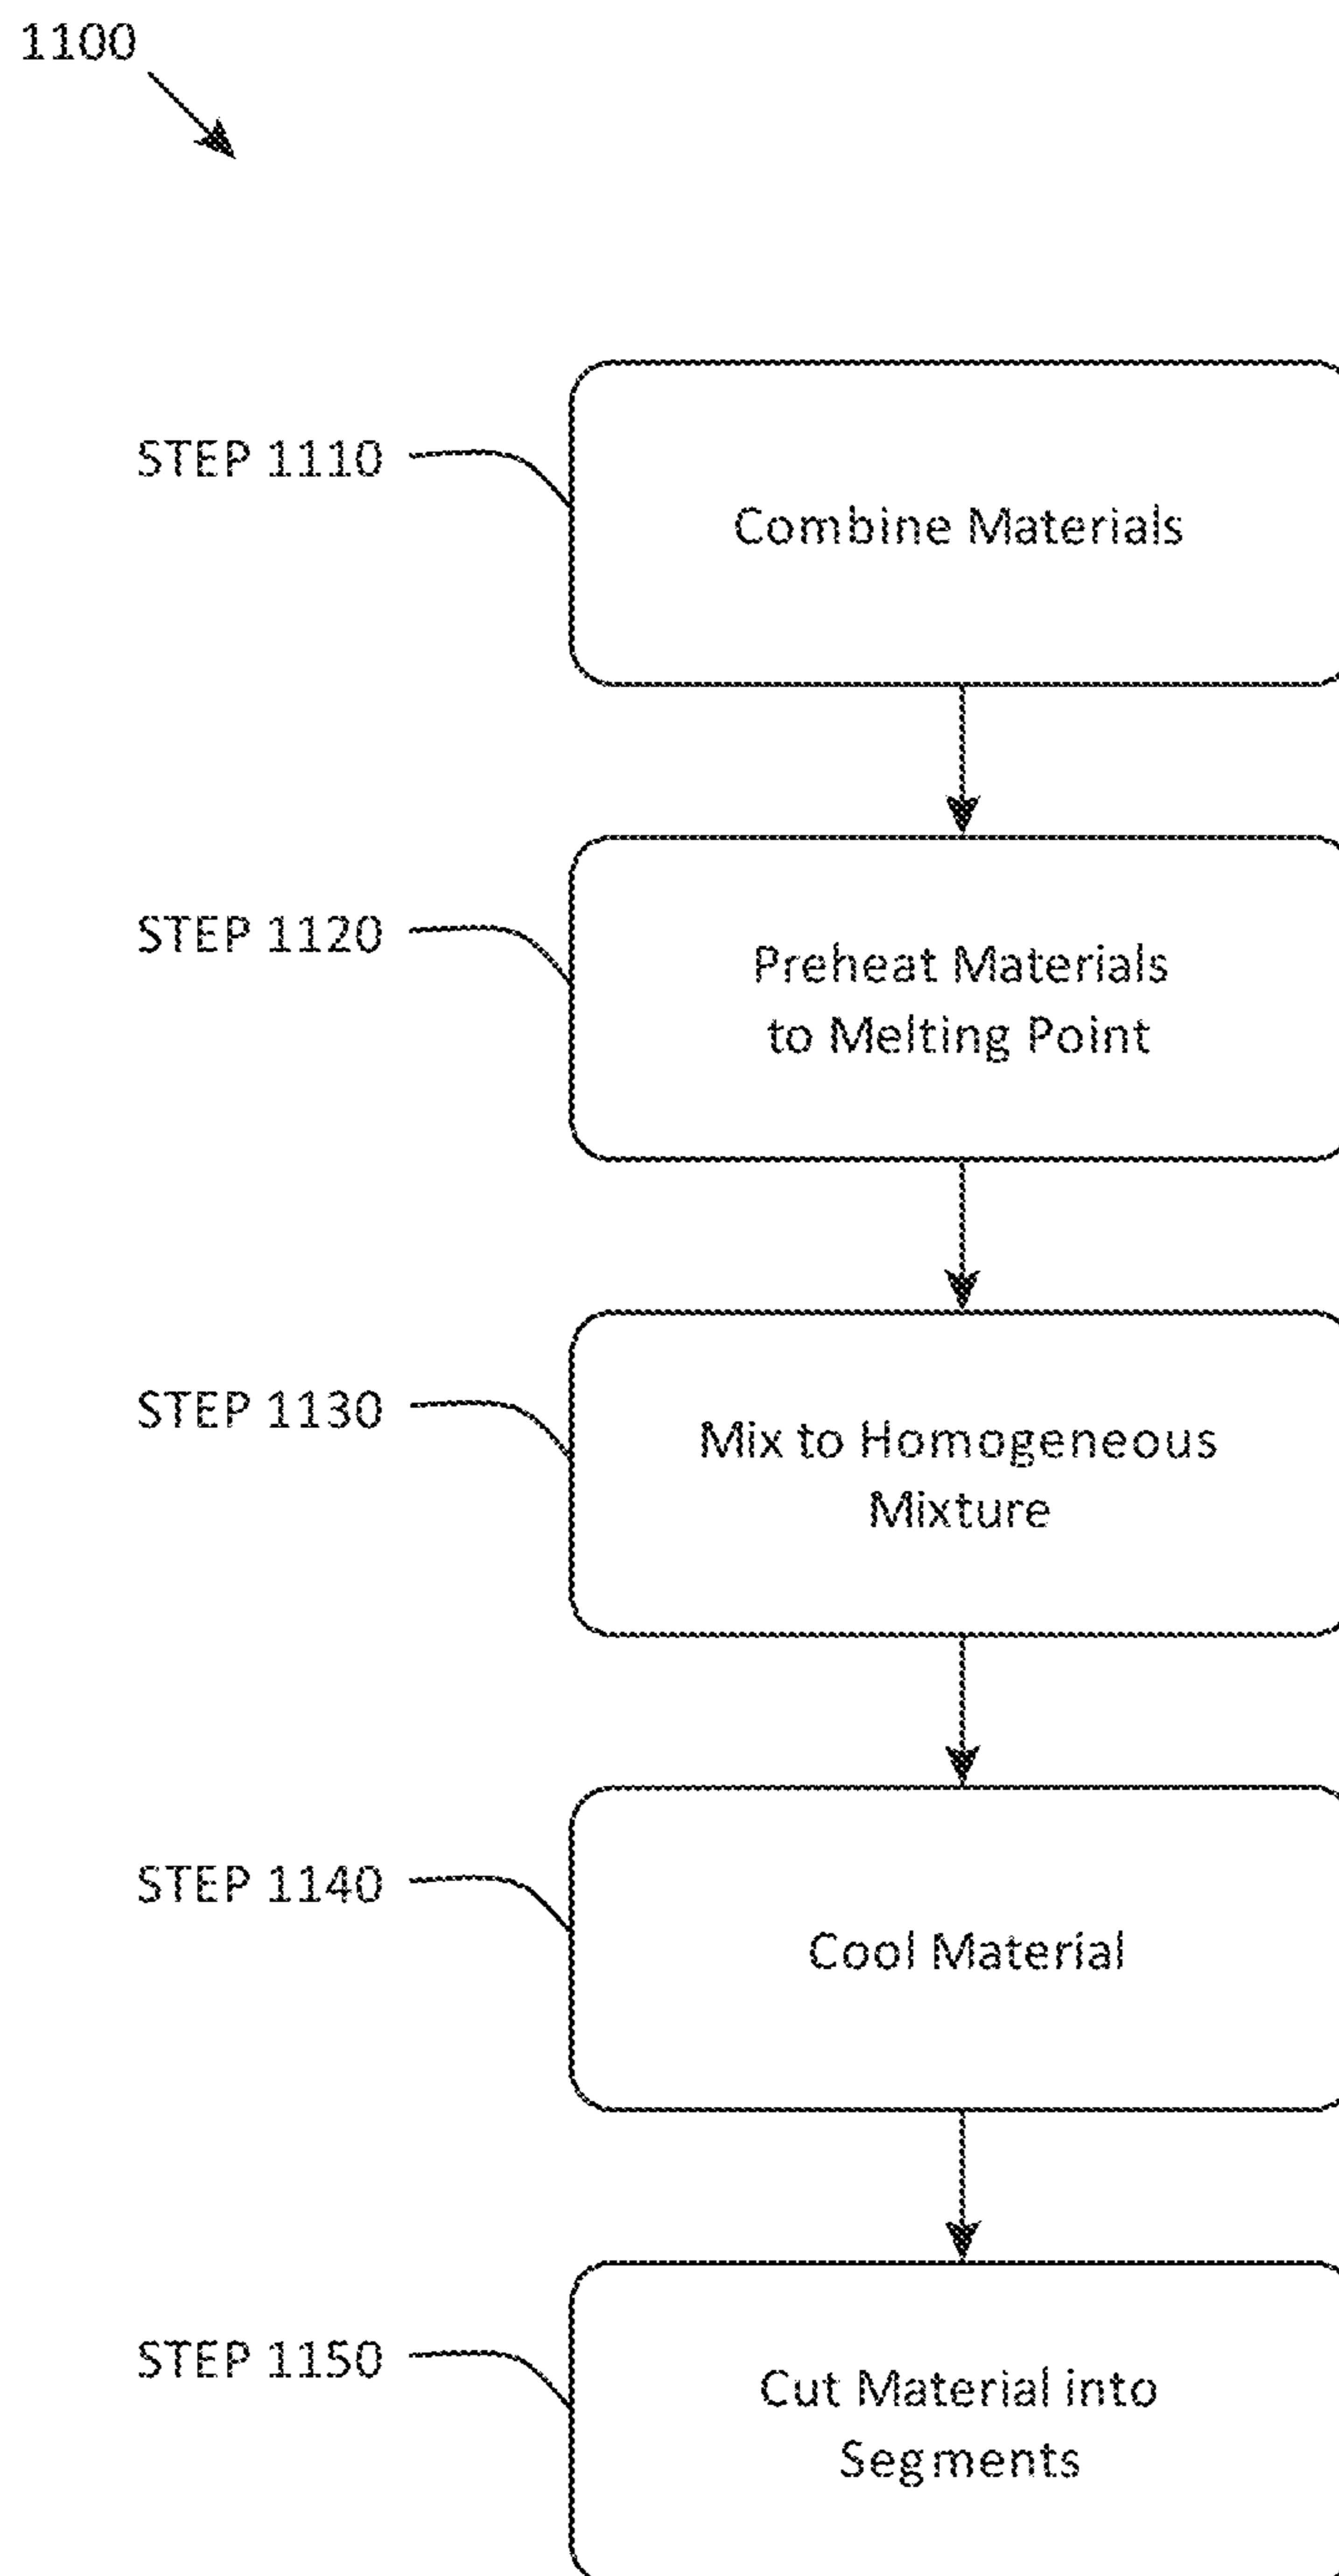 1100
STEP 1110
Combine Materials
STEP 1120
Preheat Materials
to Melting Point
STEP 1130
Mix to Homogeneous
Mixture
STEP 1140
Cool Material
STEP 1150
Cut Material into
Segments